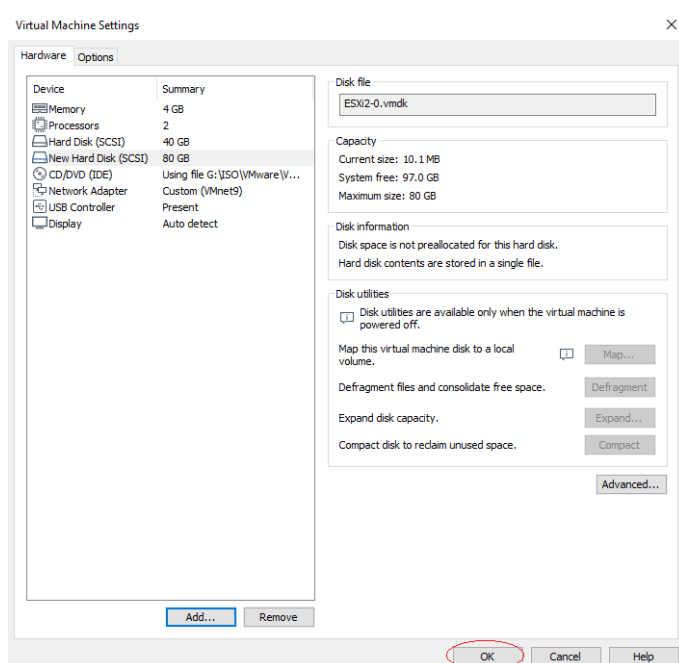 Virtual Machine Settings
Hardware Options
Device Summary
Memory 4 GB
Processors 2
Hard Disk (SCSI) 40 GB
New Hard Disk (SCSI) 80 GB
CD/DVD (IDE) Using file G:\ISO\VMware\V...
Network Adapter Custom (VMnet9)
USB Controller Present
Display Auto detect
Add... Remove
Disk file
ESXi2-0.vmdk
Capacity
Current size: 10.1 MB
System free: 97.0 GB
Maximum size: 80 GB
Disk information
Disk space is not preallocated for this hard disk.
Hard disk contents are stored in a single file.
Disk utilities
Disk utilities are available only when the virtual machine is
powered off.
Map this virtual machine disk to a local
volume.
Map...
Defragment files and consolidate free space. Defragment
Expand disk capacity. Expand...
Compact disk to reclaim unused space. Compact
Advanced...
OK Cancel Help